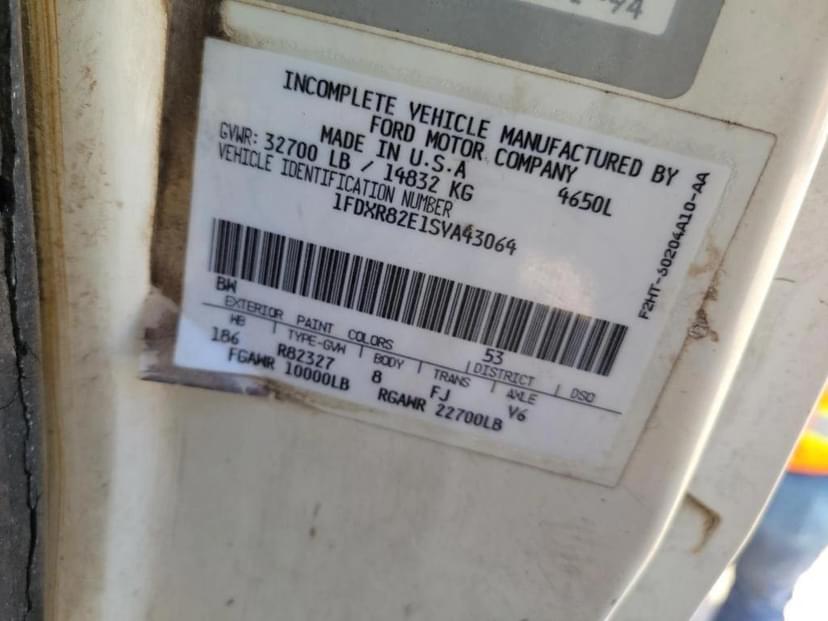 94
INCOMPLETE VEHICLE MANUFACTURED BY
FORD MOTOR COMPANY
MADE IN U.S.A
GVWR: 32700 LB / 14832 KG 4650L
VEHICLE IDENTIFICATION NUMBER
1FDXR82E1SVA43064
BW 53
EXTERIOR PAINT COLORS DISTRICT DSO
WB TYPE-GVW BODY TRANS AXLE
186 R82327 8 FJ V6
FGAWR 10000LB RGAWR 22700LB
F2HT-60204A10-AA